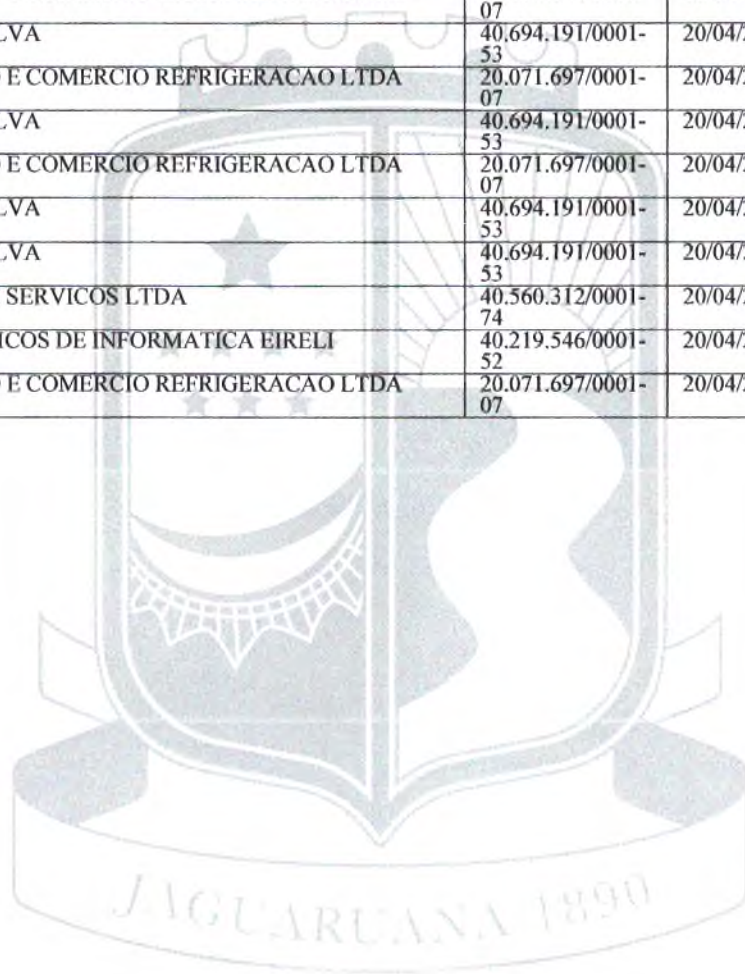 07
LVA 40.694.191/0001- 20/04/
53
E COMERCIO REFRIGERACAO LTDA 20.071.697/0001- 20/04/
07
LVA 40.694.191/0001- 20/04/
53
E COMERCIO REFRIGERACAO LTDA 20.071.697/0001- 20/04/
07
LVA 40.694.191/0001- 20/04/
53
LVA 40.694.191/0001- 20/04/
53
SERVICOS LTDA 40.560.312/0001- 20/04/
74
ICOS DE INFORMATICA EIRELI 40.219.546/0001- 20/04/
52
E COMERCIO REFRIGERACAO LTDA 20.071.697/0001- 20/04/
07
JAGUARUANA 1890